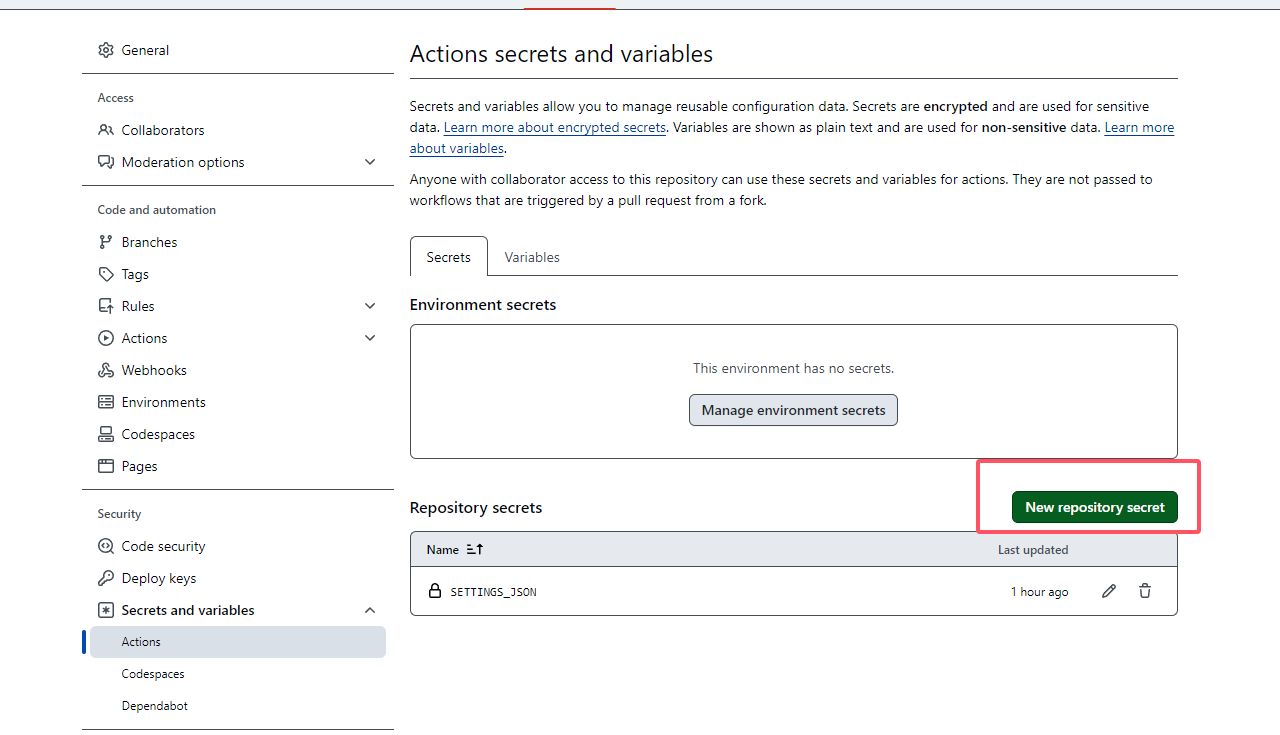 General
Access
Collaborators
Moderation options
Code and automation
Branches
Tags
Rules
Actions
Webhooks
Environments
Codespaces
Pages
Security
Code security
Deploy keys
Secrets and variables
Actions
Codespaces
Dependabot
Actions secrets and variables
Secrets and variables allow you to manage reusable configuration data. Secrets are encrypted and are used for sensitive
data. Learn more about encrypted secrets. Variables are shown as plain text and are used for non-sensitive data. Learn more
about variables.
Anyone with collaborator access to this repository can use these secrets and variables for actions. They are not passed to
workflows that are triggered by a pull request from a fork.
Secrets Variables
Environment secrets
This environment has no secrets.
Manage environment secrets
Repository secrets New repository secret
Name Last updated
SETTINGS_JSON 1 hour ago